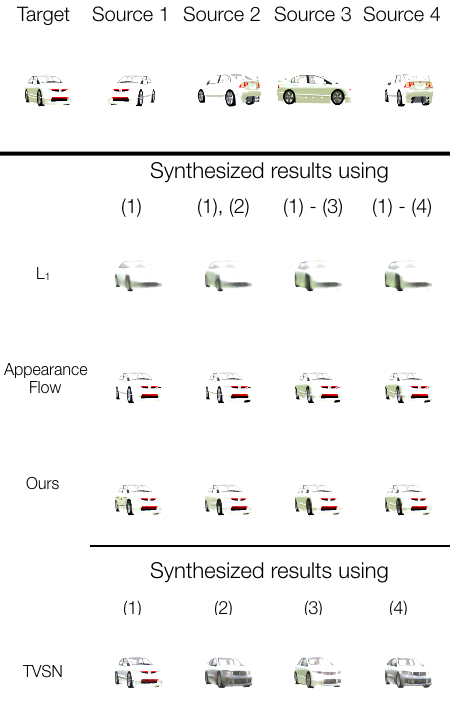 Target Source 1 Source 2 Source 3 Source 4
Synthesized results using
(1) (1), (2) (1) - (3) (1) - (4)
L₁
Appearance
Flow
Ours
Synthesized results using
(1) (2) (3) (4)
TVSN